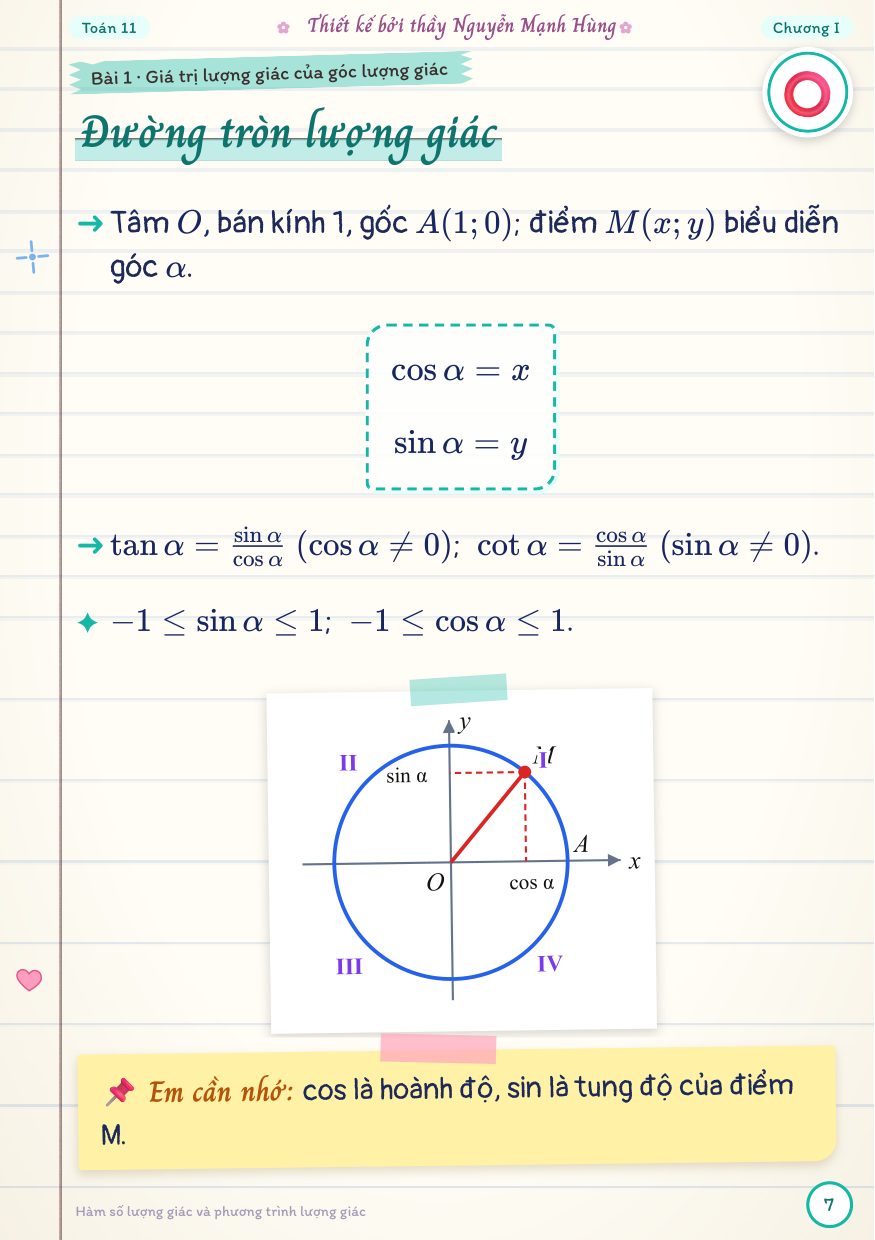 Toán 11
Thiết kế bởi thầy Nguyễn Mạnh Hùng
Chương I
Bài 1 · Giá trị lượng giác của góc lượng giác
Đường tròn lượng giác
→ Tâm O, bán kính 1, gốc A(1; 0); điểm M(x; y) biểu diễn
góc α.
cos α = x
sin α = y
→ tan α = sin α / cos α (cos α ≠ 0); cot α = cos α / sin α (sin α ≠ 0).
✦ −1 ≤ sin α ≤ 1; −1 ≤ cos α ≤ 1.
y
II
M
I
sin α
A
x
O
cos α
III
IV
📌 Em cần nhớ: cos là hoành độ, sin là tung độ của điểm
M.
Hàm số lượng giác và phương trình lượng giác
7